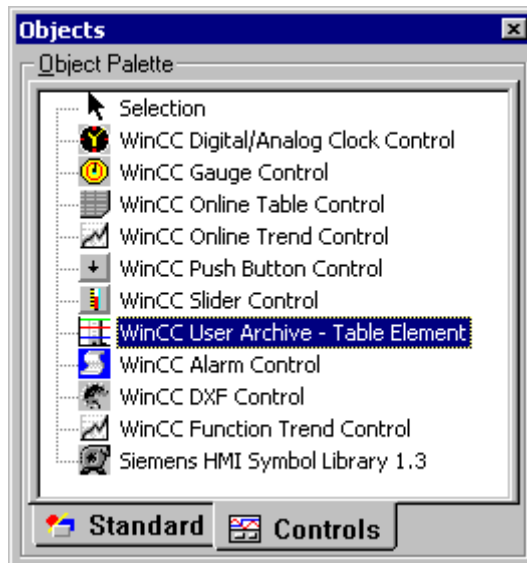 Objects
Object Palette
Selection
WinCC Digital/Analog Clock Control
WinCC Gauge Control
WinCC Online Table Control
WinCC Online Trend Control
WinCC Push Button Control
WinCC Slider Control
WinCC User Archive - Table Element
WinCC Alarm Control
WinCC DXF Control
WinCC Function Trend Control
Siemens HMI Symbol Library 1.3
Standard
Controls